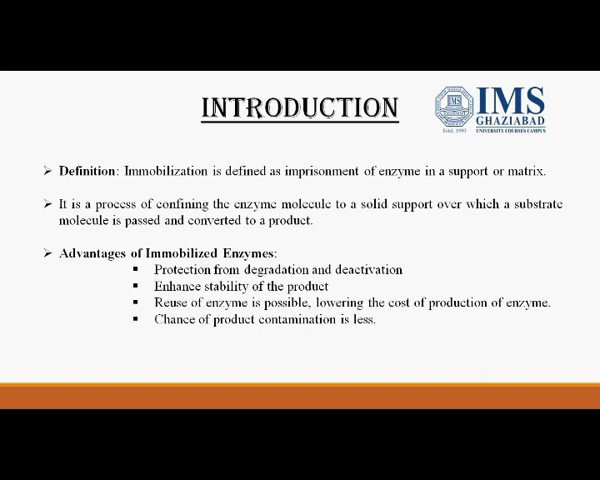 INTRODUCTION
IMS
IMS
GHAZIABAD
Estd. 1990
UNIVERSITY COURSES CAMPUS
➢ Definition: Immobilization is defined as imprisonment of enzyme in a support or matrix.
➢ It is a process of confining the enzyme molecule to a solid support over which a substrate
molecule is passed and converted to a product.
➢ Advantages of Immobilized Enzymes:
▪ Protection from degradation and deactivation
▪ Enhance stability of the product
▪ Reuse of enzyme is possible, lowering the cost of production of enzyme.
▪ Chance of product contamination is less.